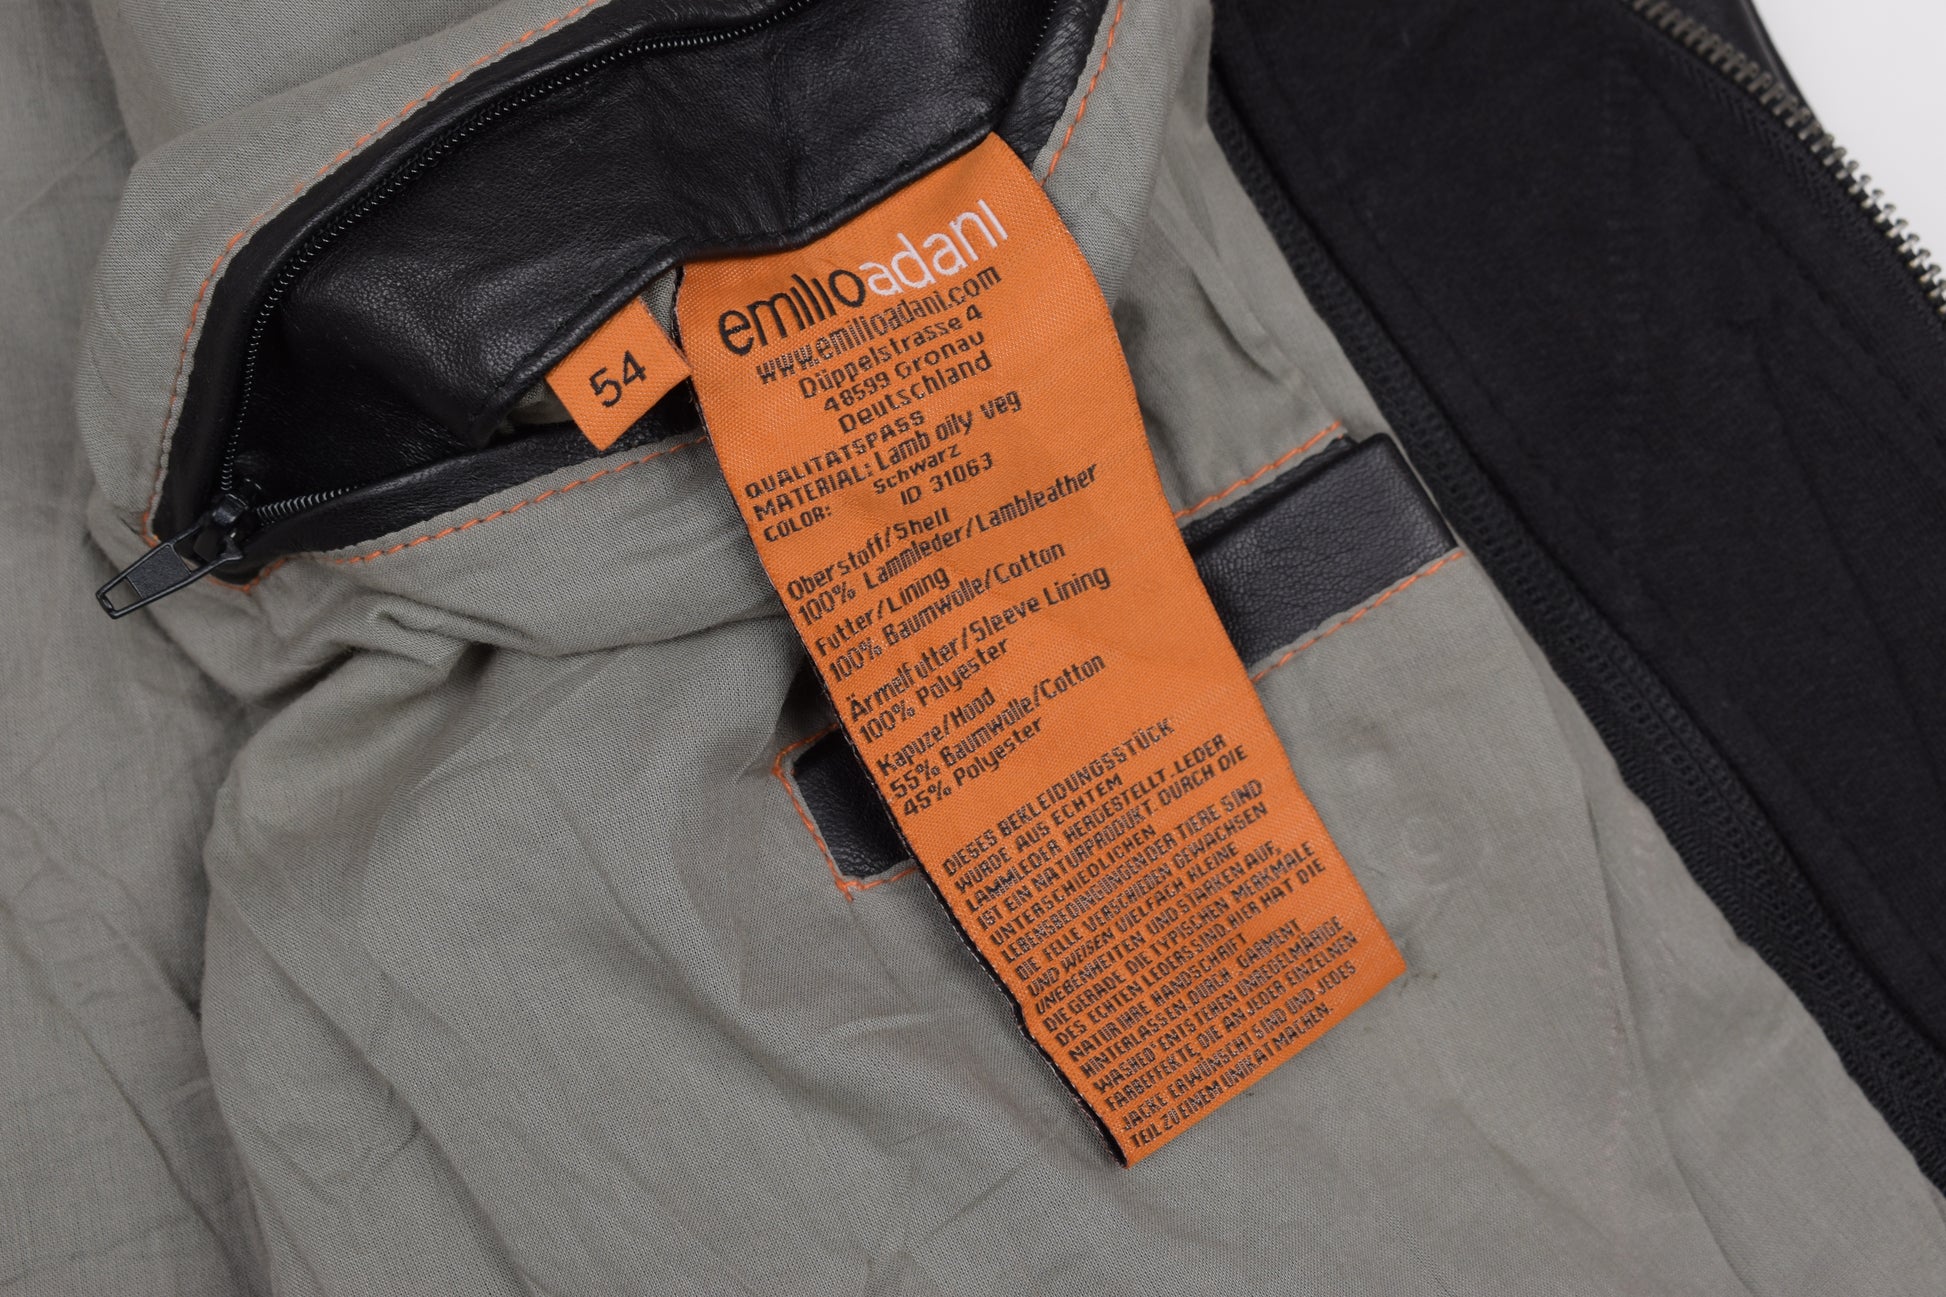 emilioadani
www.emilioadani.com
Düppelstrasse 4
48599 Gronau
Deutschland
QUALITATSPASS
MATERIAL: Lamb oily veg
COLOR: Schwarz
ID 31063
Oberstoff/Shell
100% Lammleder/Lambleather
Futter/Lining
100% Baumwolle/Cotton
Ärmelfutter/Sleeve Lining
100% Polyester
Kapuze/Hood
55% Baumwolle/Cotton
45% Polyester
DIESES BEKLEIDUNGSSTÜCK
WURDE AUS ECHTEM
LAMMLEDER HERGESTELLT. LEDER
IST EIN NATURPRODUKT. DURCH DIE
UNTERSCHIEDLICHEN
LEBENSBEDINGUNGEN DER TIERE SIND
DIE FELLE VERSCHIEDEN GEWACHSEN
UND WEISEN VIELFACH KLEINE
UNEBENHEITEN UND STÄRKEN AUF,
DIE GERADE DIE TYPISCHEN MERKMALE
DES ECHTEN LEDERS SIND. HIER HAT DIE
NATUR IHRE HANDSCHRIFT
HINTERLASSEN. DURCH „GARMENT
WASHED" ENTSTEHEN UNREGELMÄßIGE
FARBEFFEKTE, DIE AN JEDER EINZELNEN
JACKE ERWÜNSCHT SIND UND JEDES
TEIL ZU EINEM UNIKAT MACHEN.
54